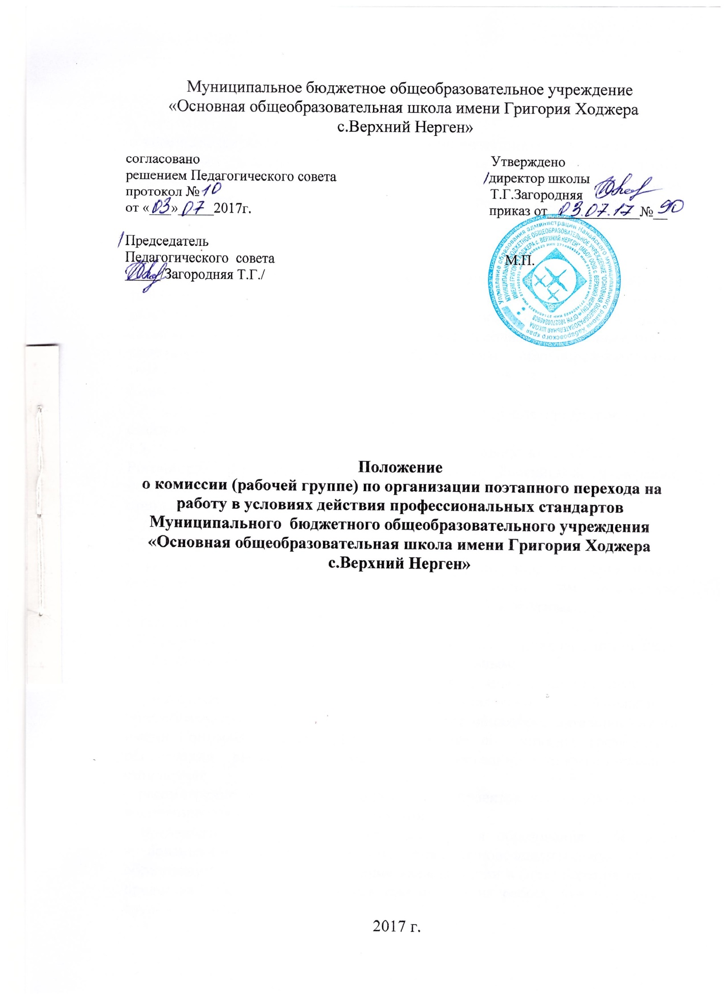 Муниципальное бюджетное общеобразовательное учреждение
«Основная общеобразовательная школа имени Григория Ходжера
с.Верхний Нерген»
согласовано
решением Педагогического совета
протокол №10
от «03» 07 2017г.
Председатель
Педагогического совета
/Загородняя Т.Г./
Утверждено
/директор школы
Т.Г.Загородняя
приказ от 03.07.17 № 90
М.П.
Управление образования администрации Нанайского муниципального района Хабаровского края
МУНИЦИПАЛЬНОЕ БЮДЖЕТНОЕ ОБЩЕОБРАЗОВАТЕЛЬНОЕ УЧРЕЖДЕНИЕ "ОСНОВНАЯ ОБЩЕОБРАЗОВАТЕЛЬНАЯ ШКОЛА
ИМЕНИ ГРИГОРИЯ ХОДЖЕРА с. ВЕРХНИЙ НЕРГЕН" (МБОУ ООШ с. ВЕРХНИЙ НЕРГЕН) ОГРН
Положение
о комиссии (рабочей группе) по организации поэтапного перехода на
работу в условиях действия профессиональных стандартов
Муниципального бюджетного общеобразовательного учреждения
«Основная общеобразовательная школа имени Григория Ходжера
с.Верхний Нерген»
2017 г.